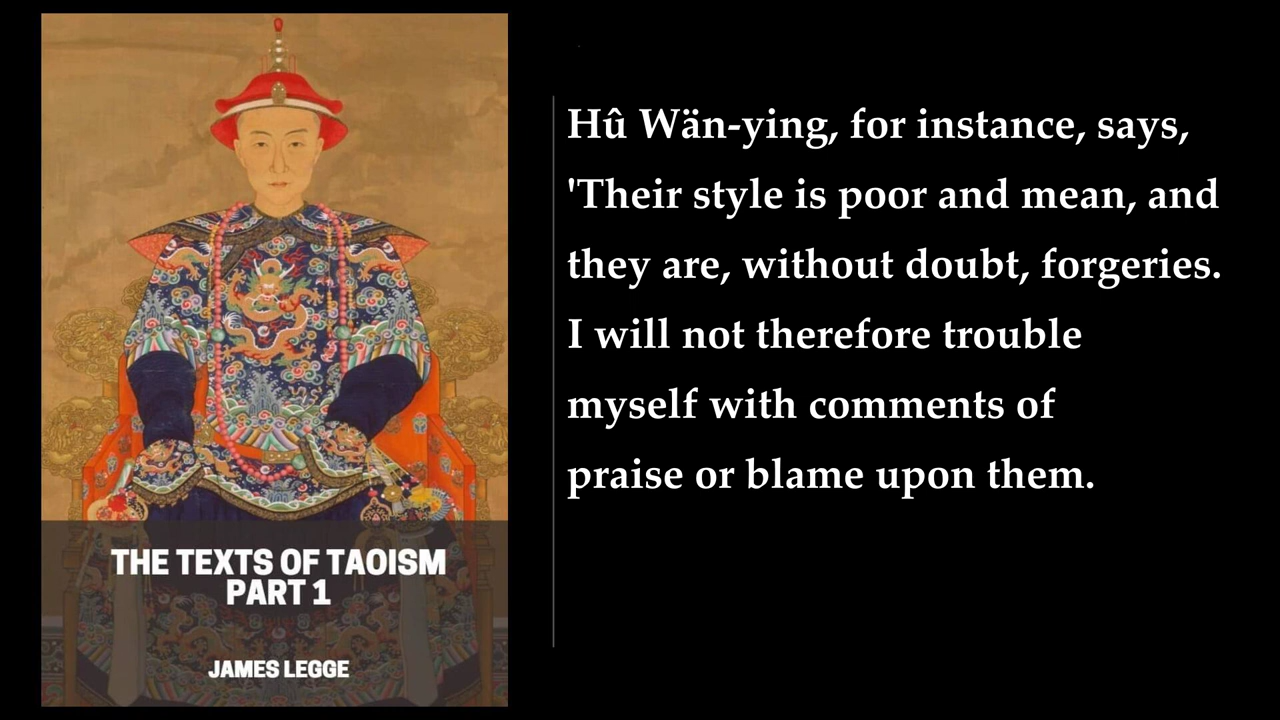 THE TEXTS OF TAOISM
PART 1
JAMES LEGGE
Hû Wän-ying, for instance, says,
'Their style is poor and mean, and
they are, without doubt, forgeries.
I will not therefore trouble
myself with comments of
praise or blame upon them.